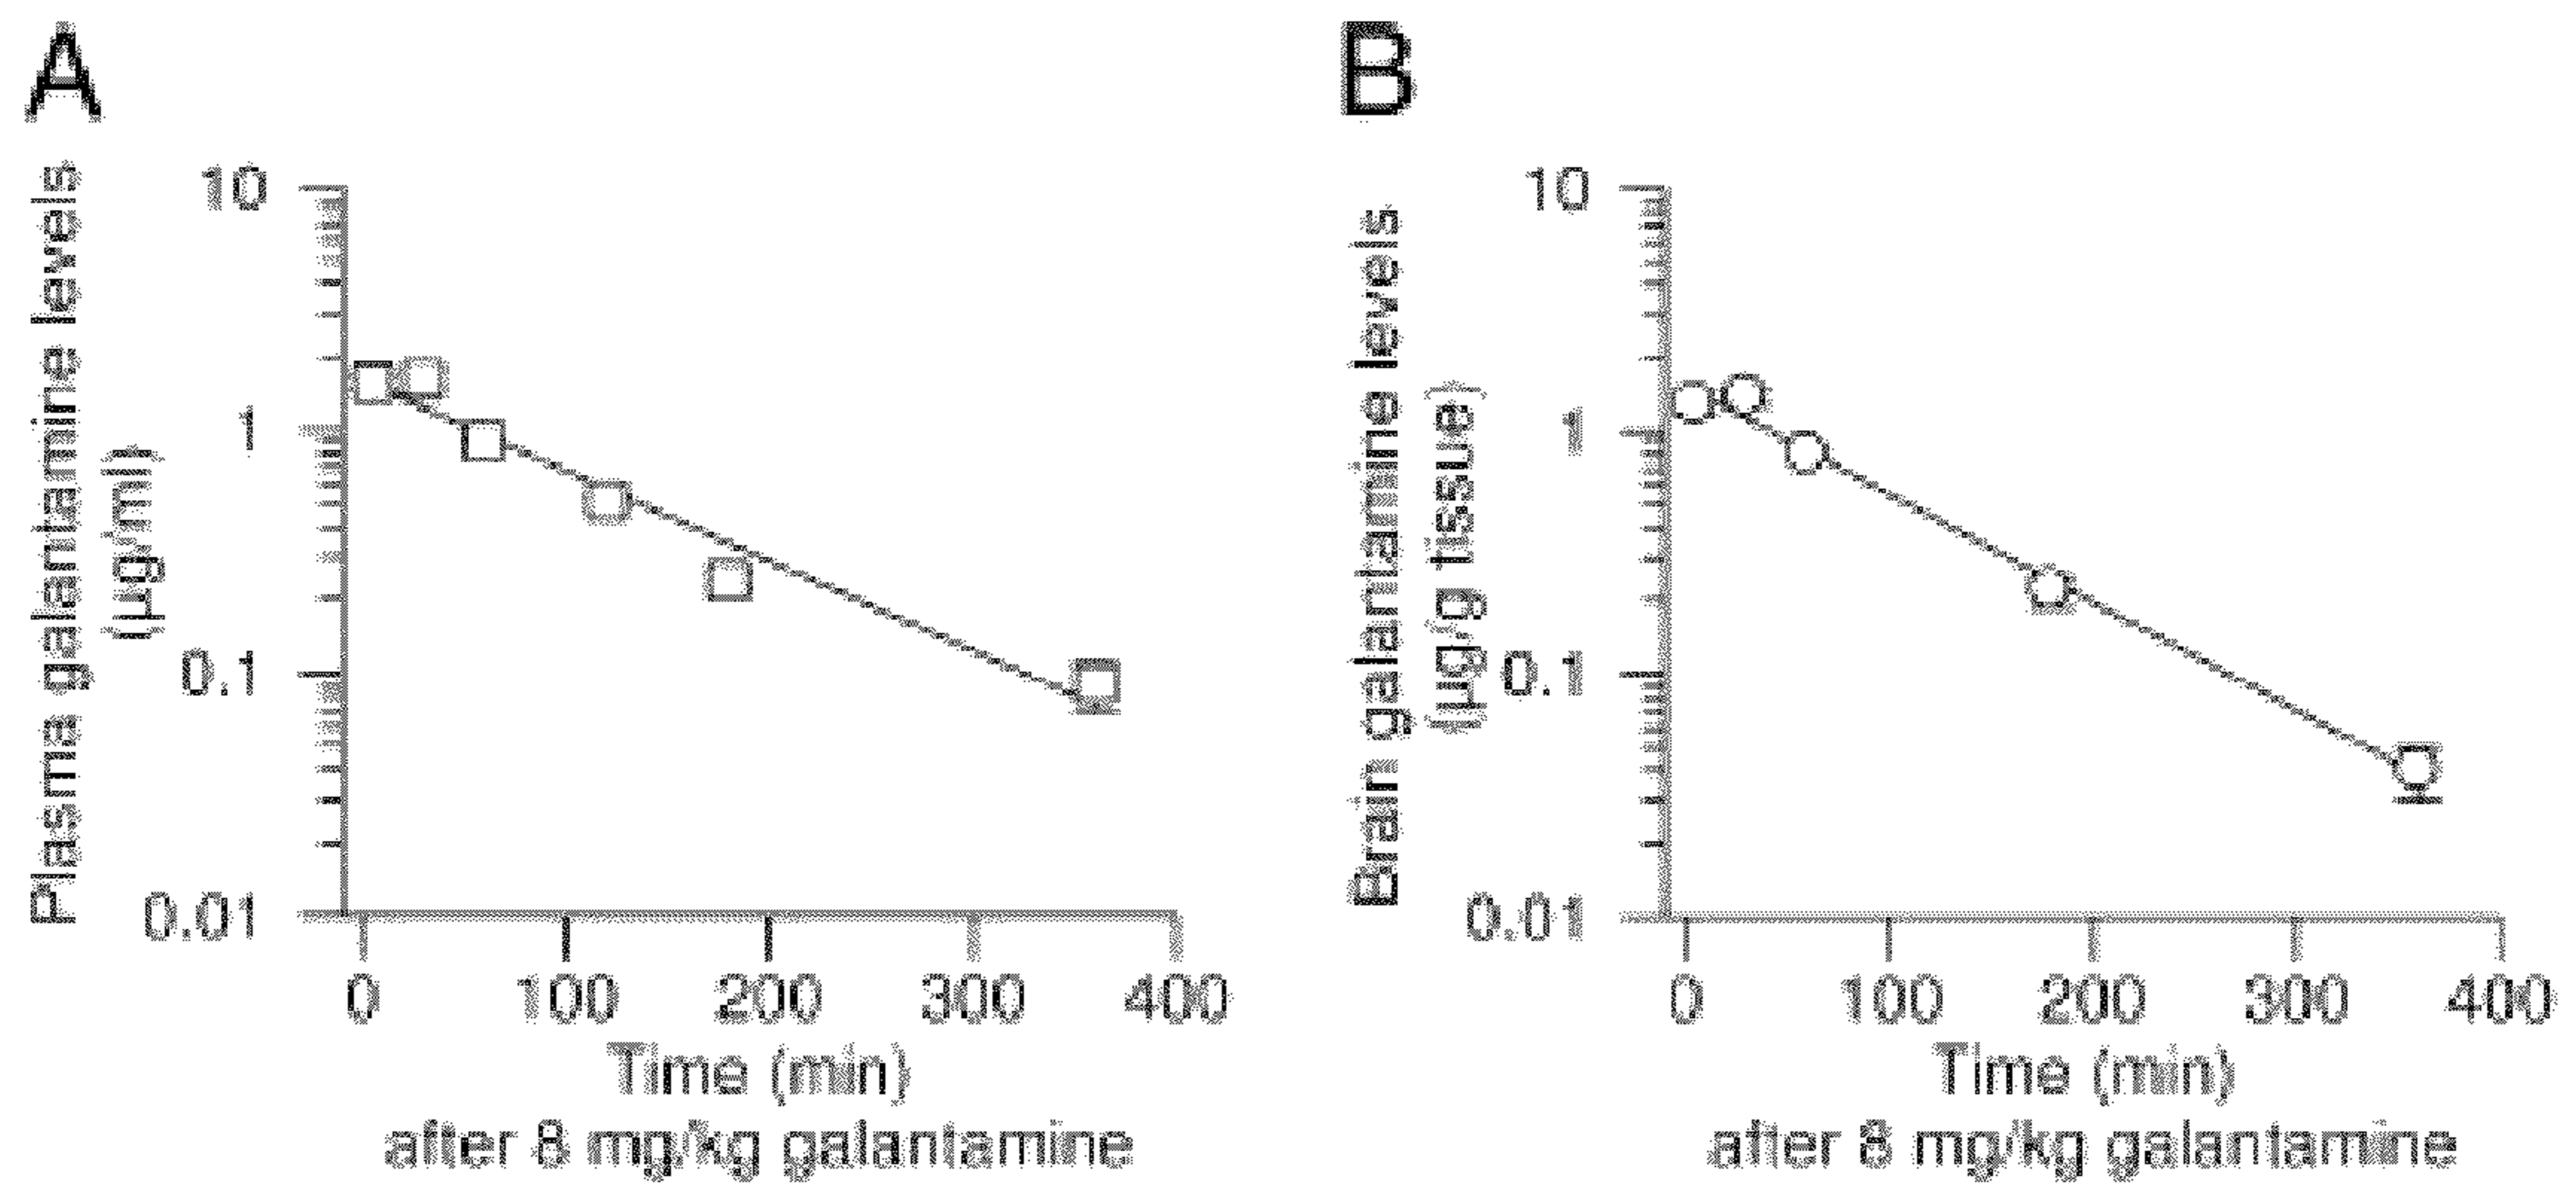 A
Plasma galantamine levels
(µg/ml)
10
1
0.1
0.01
0 100 200 300 400
Time (min)
after 8 mg/kg galantamine
B
Brain galantamine levels
(µg/g tissue)
10
1
0.1
0.01
0 100 200 300 400
Time (min)
after 8 mg/kg galantamine